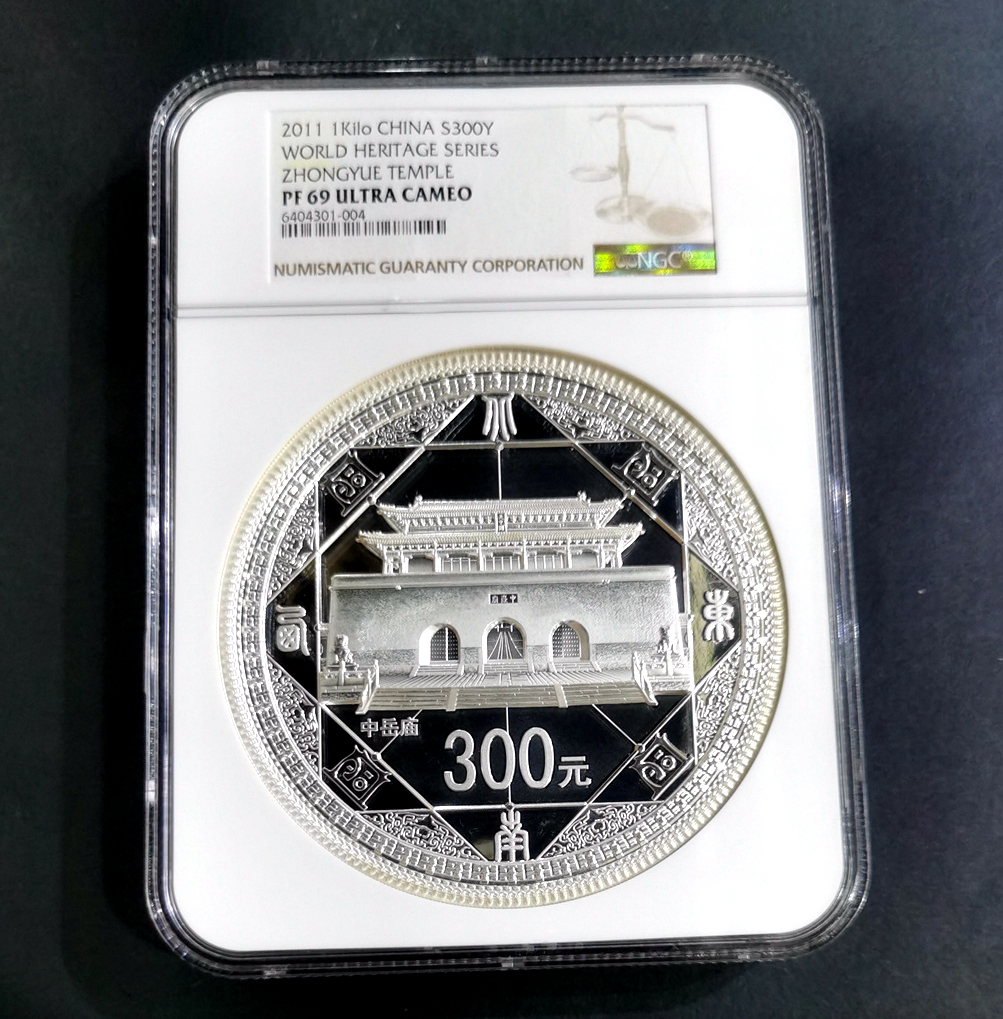 2011 1Kilo CHINA S300Y
WORLD HERITAGE SERIES
ZHONGYUE TEMPLE
PF 69 ULTRA CAMEO
6404301-004
NUMISMATIC GUARANTY CORPORATION
NGC®
東
中岳庙
300元
南